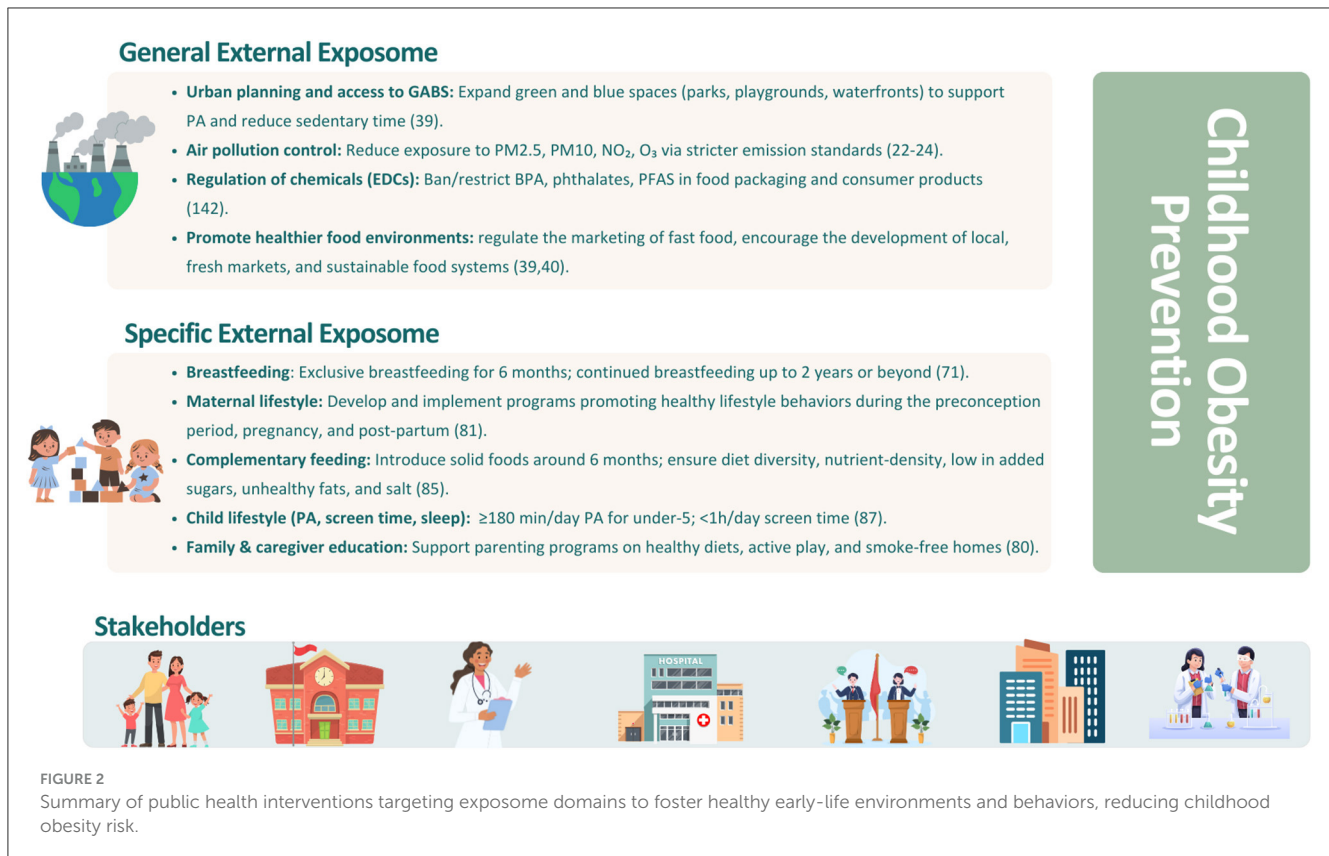 General External Exposome
• Urban planning and access to GABS: Expand green and blue spaces (parks, playgrounds, waterfronts) to support
PA and reduce sedentary time (39).
• Air pollution control: Reduce exposure to PM2.5, PM10, NO₂, O₃ via stricter emission standards (22-24).
• Regulation of chemicals (EDCs): Ban/restrict BPA, phthalates, PFAS in food packaging and consumer products
(142).
• Promote healthier food environments: regulate the marketing of fast food, encourage the development of local,
fresh markets, and sustainable food systems (39,40).
Specific External Exposome
• Breastfeeding: Exclusive breastfeeding for 6 months; continued breastfeeding up to 2 years or beyond (71).
• Maternal lifestyle: Develop and implement programs promoting healthy lifestyle behaviors during the preconception
period, pregnancy, and post-partum (81).
• Complementary feeding: Introduce solid foods around 6 months; ensure diet diversity, nutrient-density, low in added
sugars, unhealthy fats, and salt (85).
• Child lifestyle (PA, screen time, sleep): ≥180 min/day PA for under-5; <1h/day screen time (87).
• Family & caregiver education: Support parenting programs on healthy diets, active play, and smoke-free homes (80).
Childhood Obesity
Prevention
Stakeholders
HOSPITAL
FIGURE 2
Summary of public health interventions targeting exposome domains to foster healthy early-life environments and behaviors, reducing childhood
obesity risk.